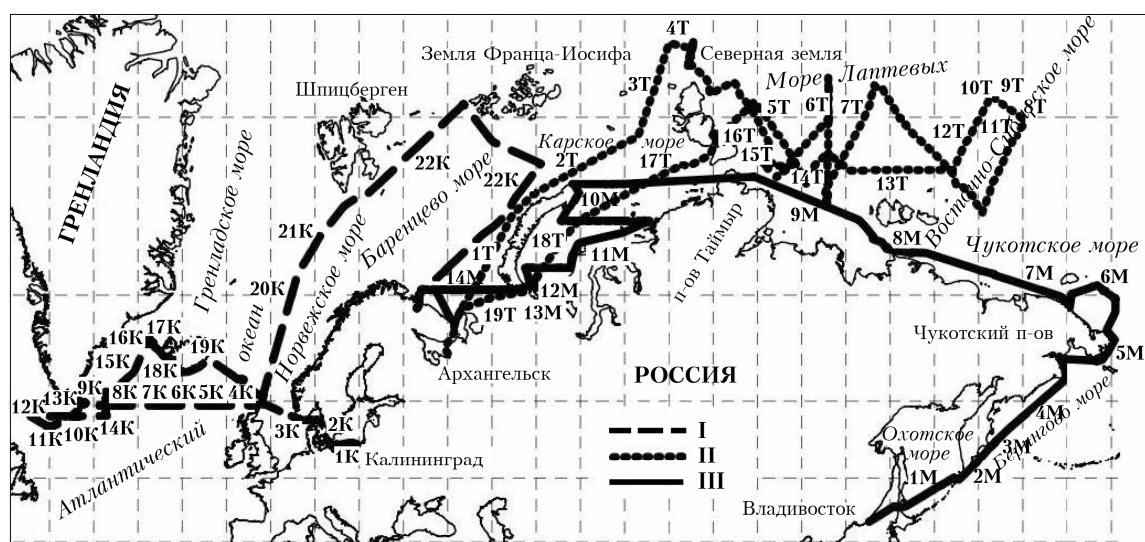 4Т
Земля Франца-Иосифа
Северная земля
Шпицберген
3Т
Море Лаптевых
5Т
6Т
7Т
10Т
9Т
8Т
11Т
12Т
Восточно-Сибирское море
ГРЕНЛАНДИЯ
Гренладское море
22К
Карское море
2Т
17Т
16Т
15Т
14Т
13Т
22К
Баренцево море
10М
9М
8М
21К
Норвежское море
1Т
18Т
11М
п-ов Таймыр
Чукотское море
7М
6М
14М
12М
13М
19Т
20К
океан
17К
16К
15К
18К
19К
Чукотский п-ов
5М
Архангельск
РОССИЯ
9К
13К
12К
11К
10К
14К
8К
7К
6К
5К
4К
3К
2К
1К
Калининград
Атлантический
I
II
III
4М
3М
2М
1М
Охотское
море
Берингово море
Владивосток